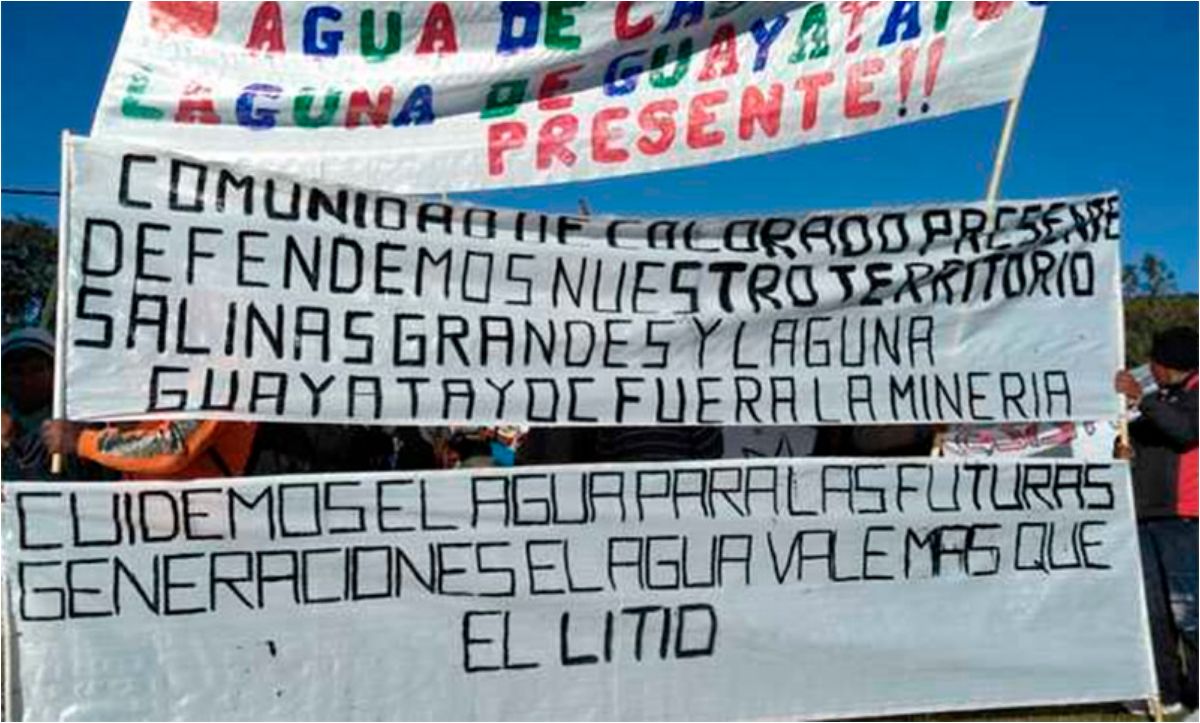 AGUA DE
LAGUNA DE GUAYATAYOC
PRESENTE!!
COMUNIDAD DE COLORADO PRESENTE
DEFENDEMOS NUESTRO TERRITORIO
SALINAS GRANDES Y LAGUNA
GUAYATAYOC FUERA LA MINERIA
CUIDEMOS EL AGUA PARA LAS FUTURAS
GENERACIONES EL AGUA VALE MAS QUE
EL LITIO